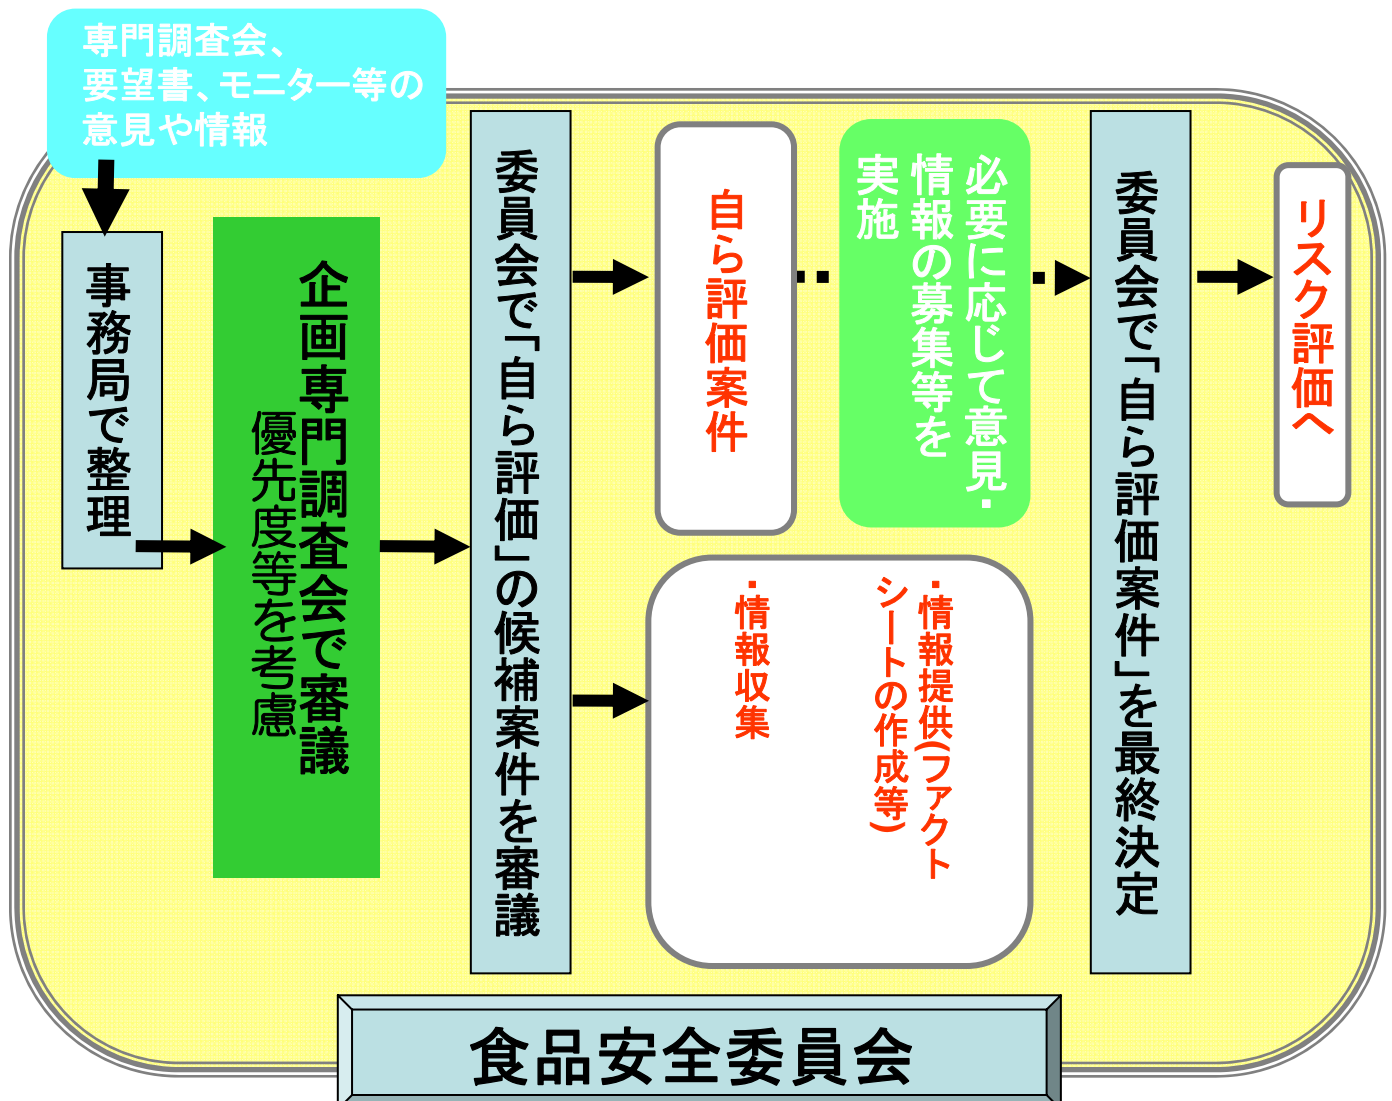 専門調査会、
要望書、モニター等の
意見や情報
事務局で整理
企画専門調査会で審議
優先度等を考慮
委員会で「自ら評価」の候補案件を審議
自ら評価案件
必要に応じて意見・
情報の募集等を
実施
・情報提供(ファクト
シートの作成等)
・情報収集
委員会で「自ら評価案件」を最終決定
リスク評価へ
食品安全委員会